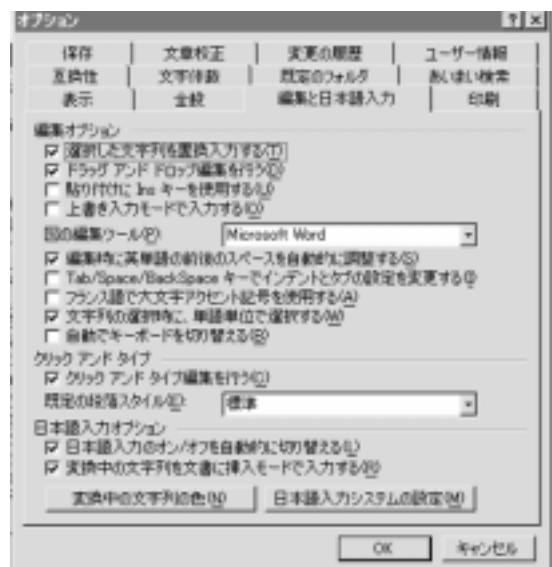 オプション
保存 文章校正 変更の履歴 ユーザー情報
互換性 文字体裁 既定のフォルダ あいまい検索
表示 全般 編集と日本語入力 印刷
編集オプション
選択した文字列を置換入力する(T)
ドラッグ アンド ドロップ編集を行う(D)
貼り付けに Ins キーを使用する(U)
上書き入力モードで入力する(O)
図の編集ツール(P): Microsoft Word
編集時に英単語の前後のスペースを自動的に調整する(S)
Tab/Space/BackSpace キーでインデントとタブの設定を変更する(I)
フランス語で大文字アクセント記号を使用する(A)
文字列の選択時に、単語単位で選択する(W)
自動でキーボードを切り替える(B)
クリック アンド タイプ
クリック アンド タイプ編集を行う(C)
既定の段落スタイル(E): 標準
日本語入力オプション
日本語入力のオン/オフを自動的に切り替える(L)
変換中の文字列を文書に挿入モードで入力する(R)
変換中の文字列の色(N) 日本語入力システムの設定(M)
OK キャンセル